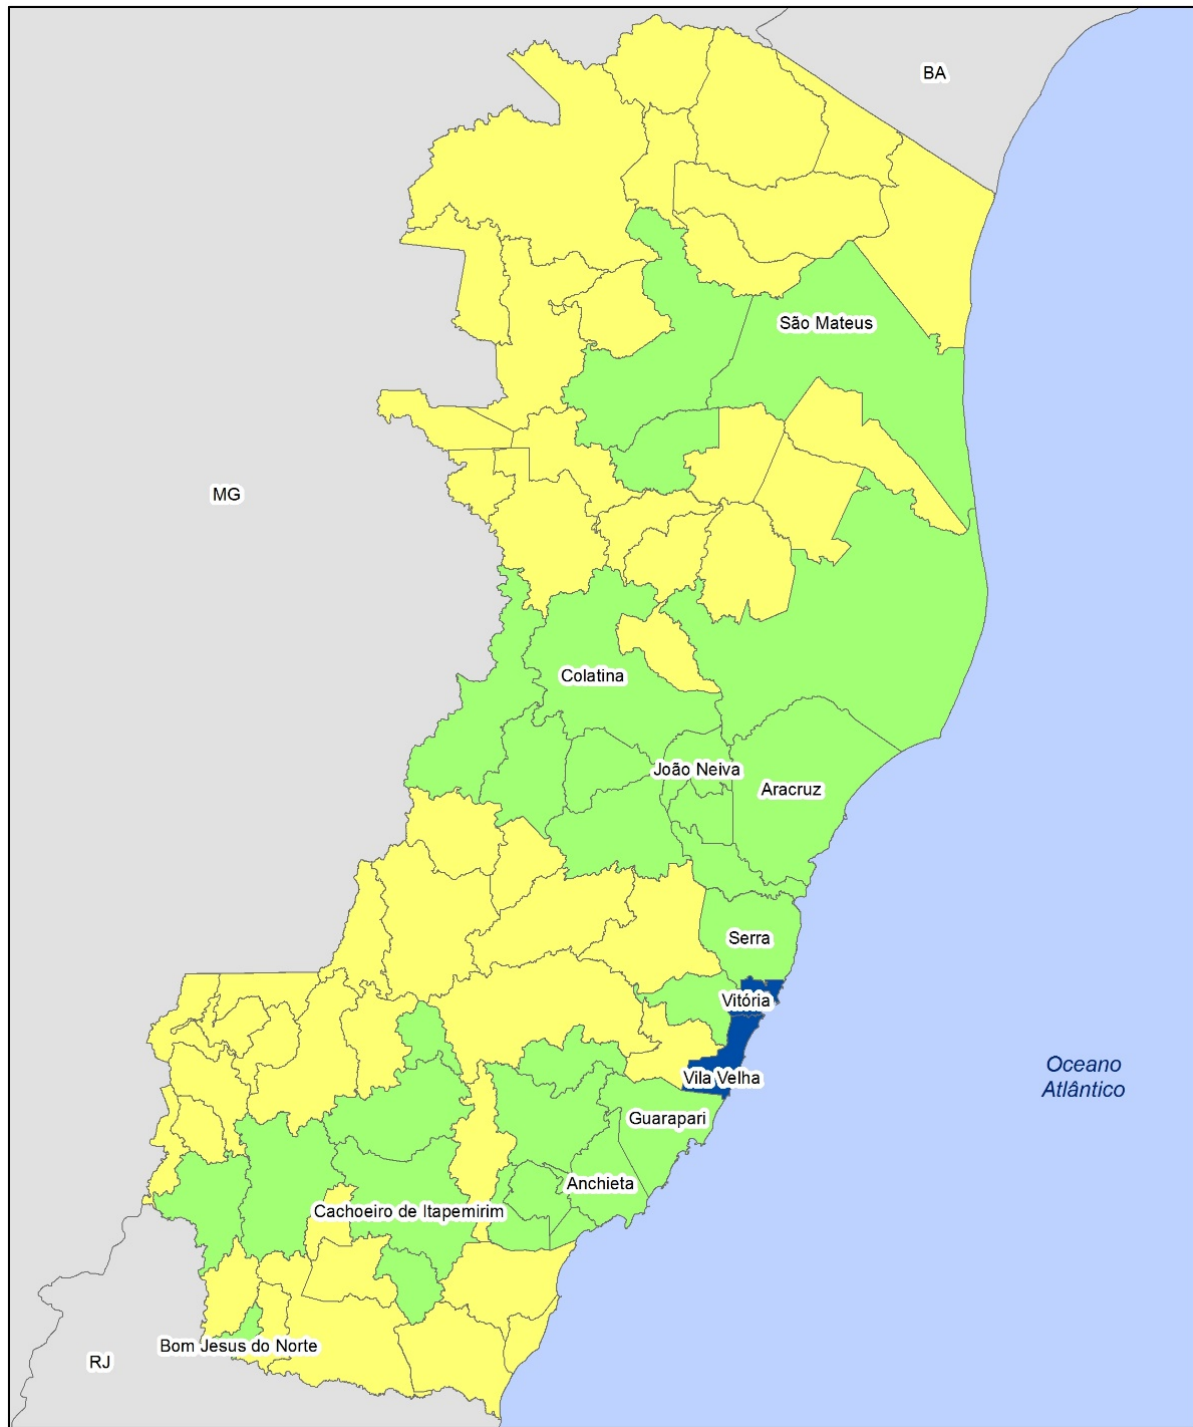 BA
São Mateus
MG
Colatina
João Neiva
Aracruz
Serra
Vitória
Oceano
Atlântico
Vila Velha
Guarapari
Anchieta
Cachoeiro de Itapemirim
Bom Jesus do Norte
RJ